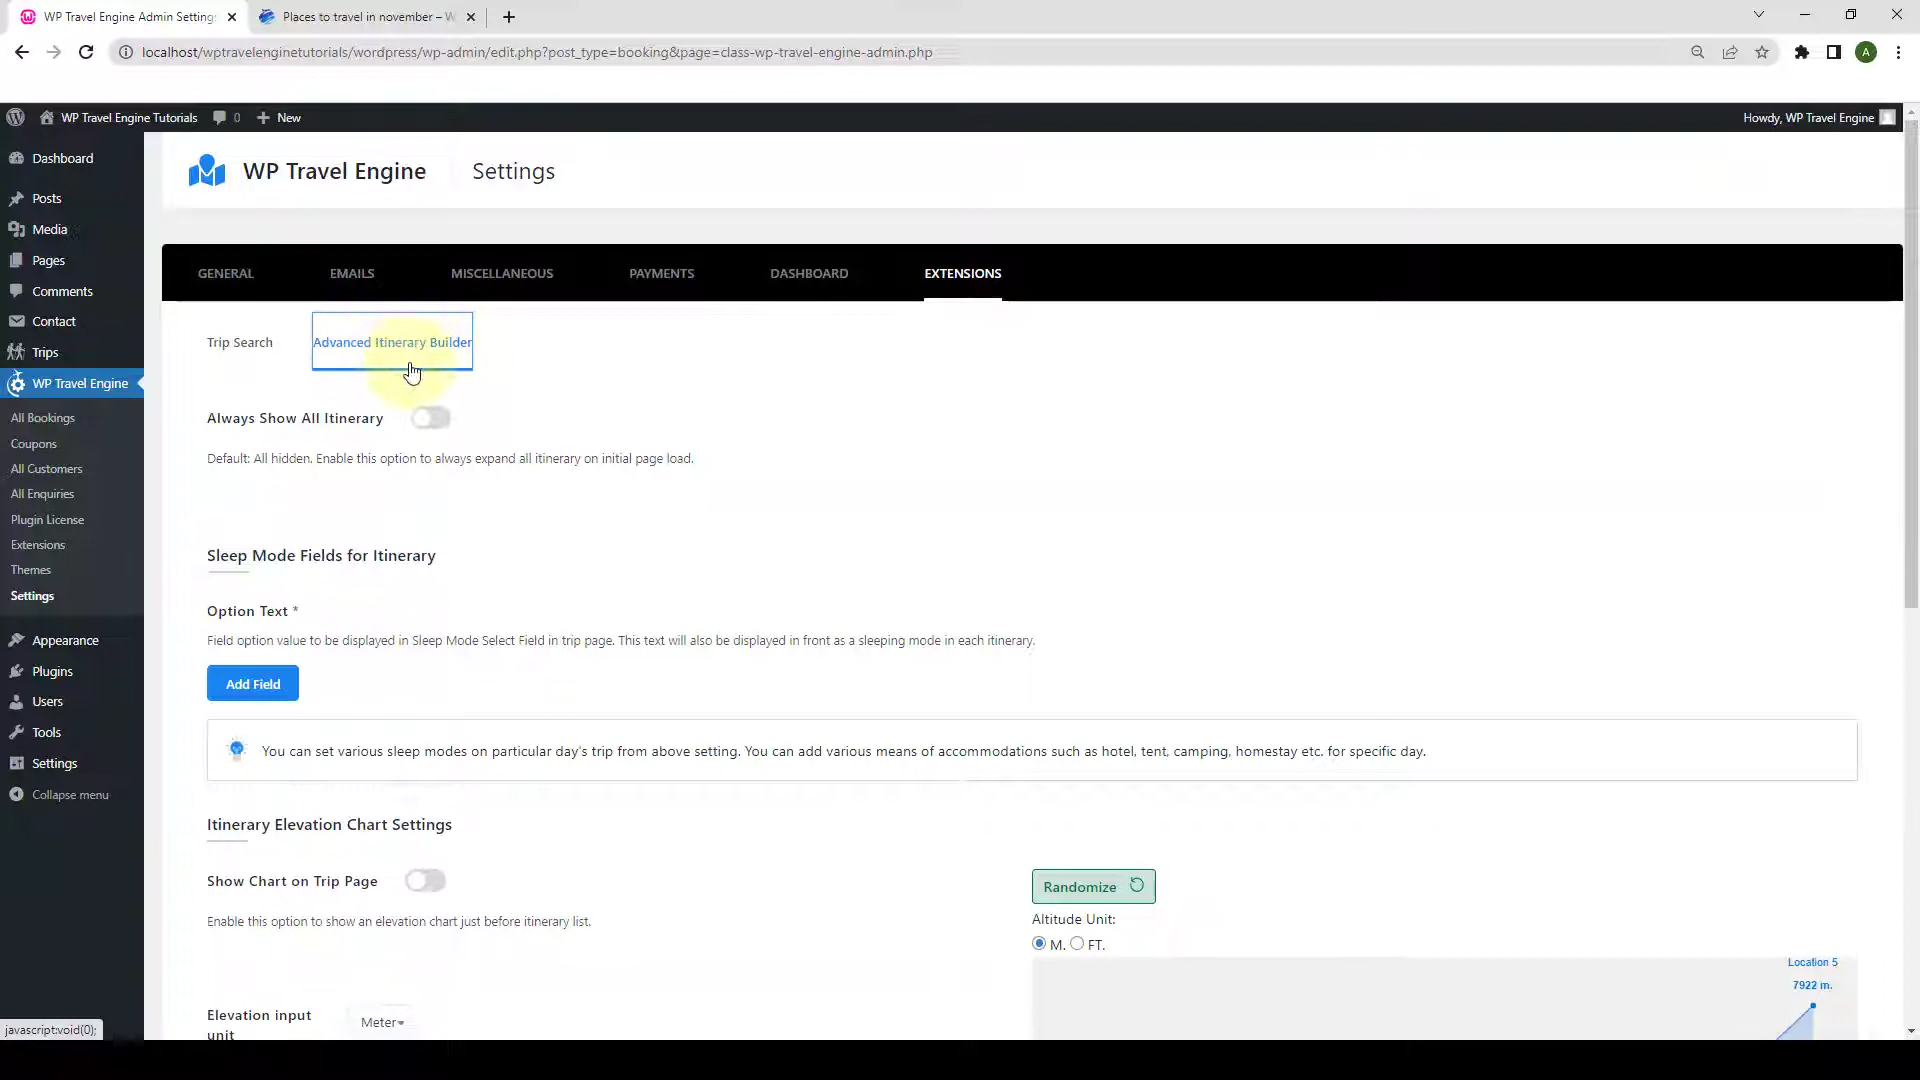 WP Travel Engine Admin Setting
Places to travel in november – W
localhost/wptravelenginetutorials/wordpress/wp-admin/edit.php?post_type=booking&page=class-wp-travel-engine-admin.php
A
WP Travel Engine Tutorials
0
New
Howdy, WP Travel Engine
Dashboard
Posts
Media
Pages
Comments
Contact
Trips
WP Travel Engine
All Bookings
Coupons
All Customers
All Enquiries
Plugin License
Extensions
Themes
Settings
Appearance
Plugins
Users
Tools
Settings
Collapse menu
WP Travel Engine
Settings
GENERAL
EMAILS
MISCELLANEOUS
PAYMENTS
DASHBOARD
EXTENSIONS
Trip Search
Advanced Itinerary Builder
Always Show All Itinerary
Default: All hidden. Enable this option to always expand all itinerary on initial page load.
Sleep Mode Fields for Itinerary
Option Text *
Field option value to be displayed in Sleep Mode Select Field in trip page. This text will also be displayed in front as a sleeping mode in each itinerary.
Add Field
You can set various sleep modes on particular day's trip from above setting. You can add various means of accommodations such as hotel, tent, camping, homestay etc. for specific day.
Itinerary Elevation Chart Settings
Show Chart on Trip Page
Enable this option to show an elevation chart just before itinerary list.
Elevation input
unit
Meter
Randomize
Altitude Unit:
M. FT.
Location 5
7922 m.
javascript:void(0);